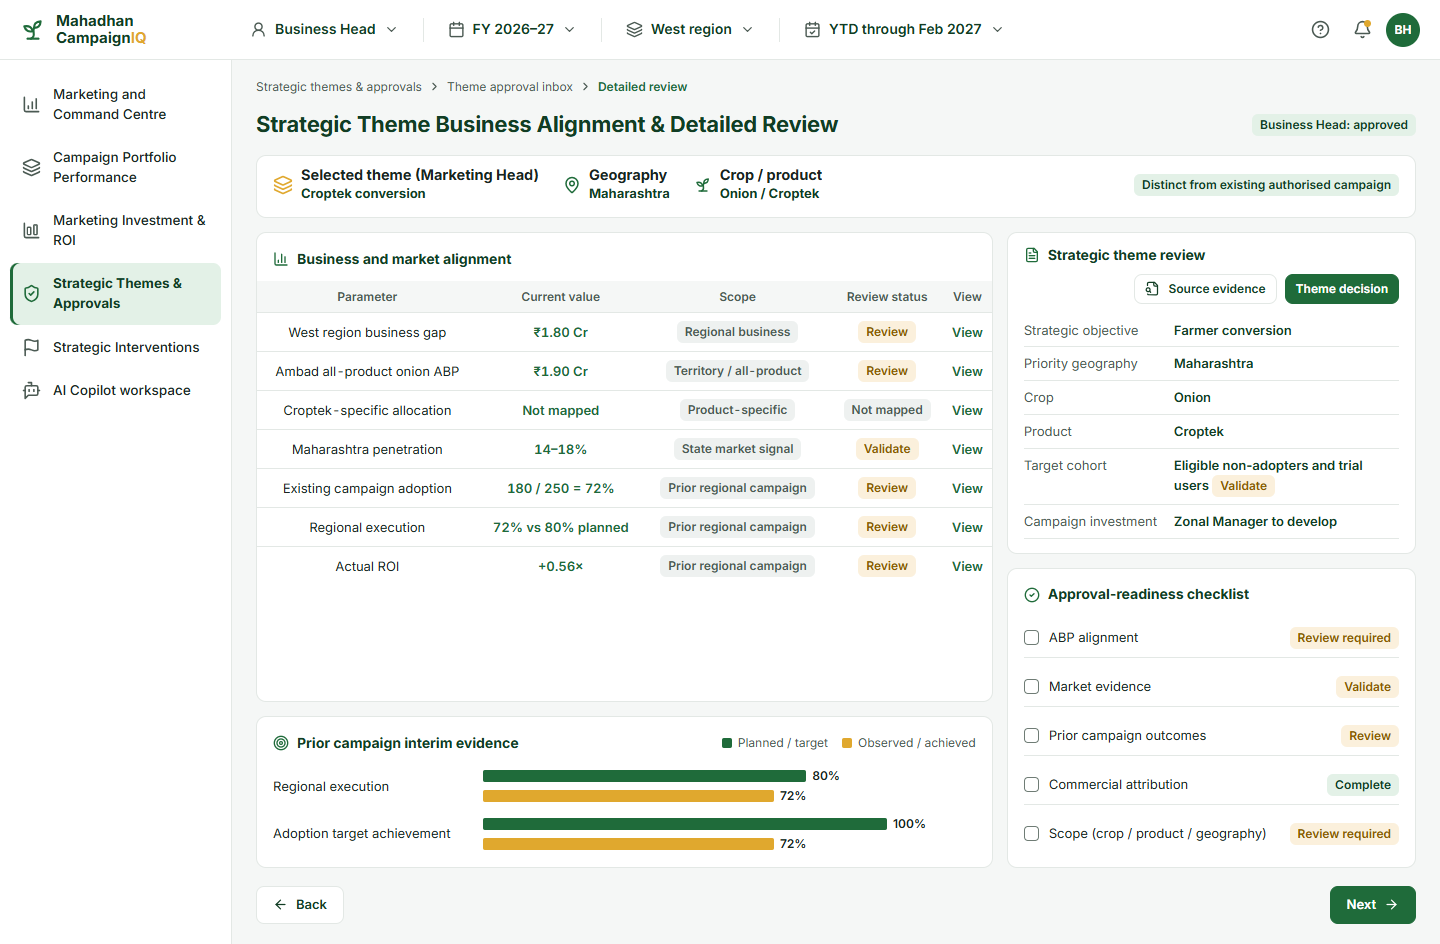 Mahadhan
CampaignIQ
Business Head
FY 2026–27
West region
YTD through Feb 2027
BH
Marketing and
Command Centre
Campaign Portfolio
Performance
Marketing Investment &
ROI
Strategic Themes &
Approvals
Strategic Interventions
AI Copilot workspace
Strategic themes & approvals > Theme approval inbox > Detailed review
Strategic Theme Business Alignment & Detailed Review
Business Head: approved
Selected theme (Marketing Head)
Croptek conversion
Geography
Maharashtra
Crop / product
Onion / Croptek
Distinct from existing authorised campaign
Business and market alignment
Parameter Current value Scope Review status View
West region business gap ₹1.80 Cr Regional business Review View
Ambad all-product onion ABP ₹1.90 Cr Territory / all-product Review View
Croptek-specific allocation Not mapped Product-specific Not mapped View
Maharashtra penetration 14–18% State market signal Validate View
Existing campaign adoption 180 / 250 = 72% Prior regional campaign Review View
Regional execution 72% vs 80% planned Prior regional campaign Review View
Actual ROI +0.56× Prior regional campaign Review View
Prior campaign interim evidence
Planned / target Observed / achieved
Regional execution
80%
72%
Adoption target achievement
100%
72%
Strategic theme review
Source evidence
Theme decision
Strategic objective Farmer conversion
Priority geography Maharashtra
Crop Onion
Product Croptek
Target cohort Eligible non-adopters and trial
users Validate
Campaign investment Zonal Manager to develop
Approval-readiness checklist
ABP alignment Review required
Market evidence Validate
Prior campaign outcomes Review
Commercial attribution Complete
Scope (crop / product / geography) Review required
← Back
Next →